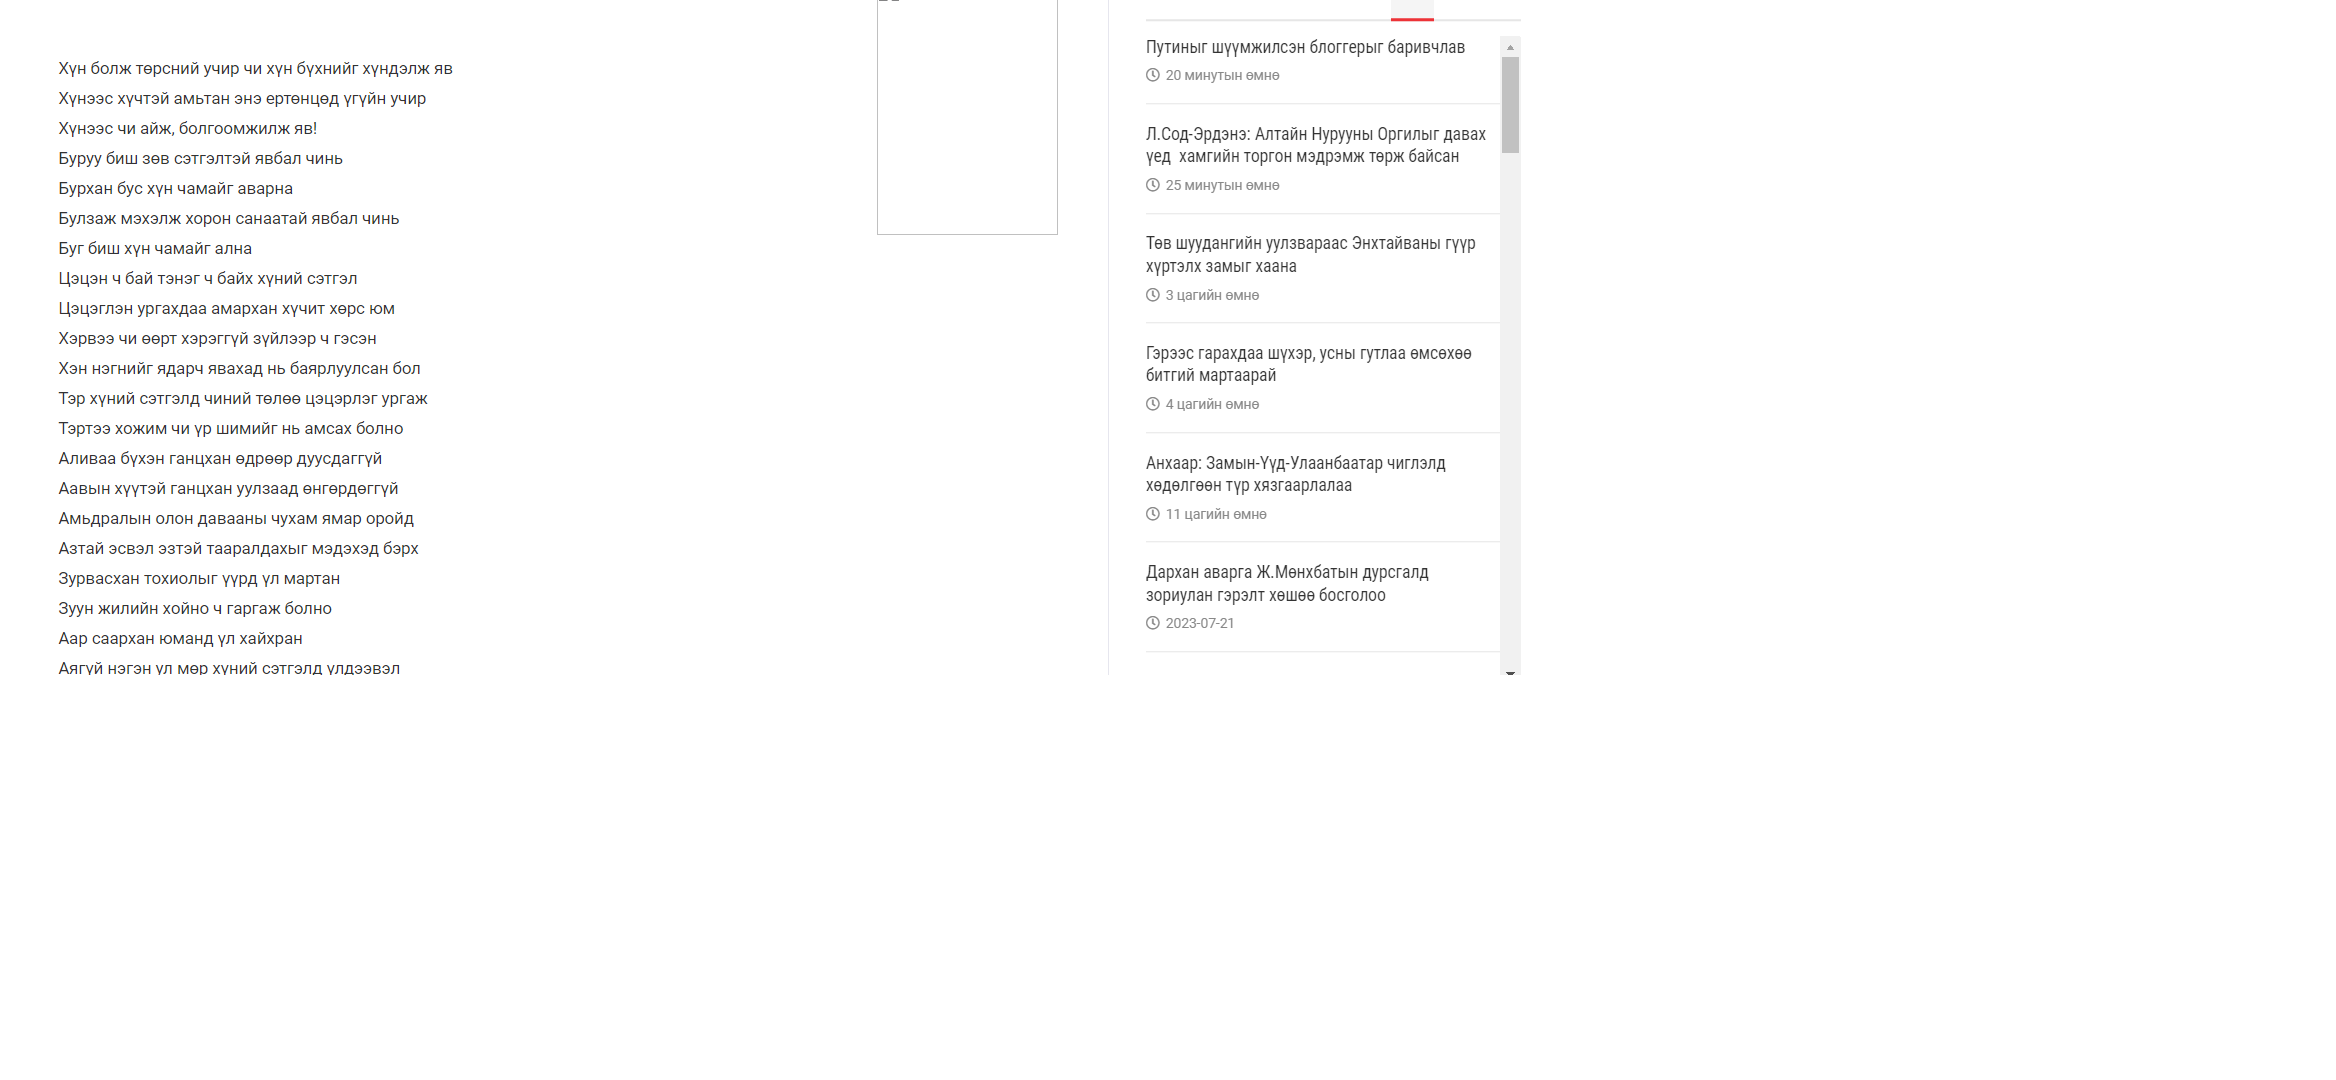 Хүн болж төрсний учир чи хүн бүхнийг хүндэлж яв
Хүнээс хүчтэй амьтан энэ ертөнцөд үгүйн учир
Хүнээс чи айж, болгоомжилж яв!
Буруу биш зөв сэтгэлтэй явбал чинь
Бурхан бус хүн чамайг аварна
Булзаж мэхэлж хорон санаатай явбал чинь
Буг биш хүн чамайг ална
Цэцэн ч бай тэнэг ч байх хүний сэтгэл
Цэцэглэн ургахдаа амархан хүчит хөрс юм
Хэрвээ чи өөрт хэрэггүй зүйлээр ч гэсэн
Хэн нэгнийг ядарч явахад нь баярлуулсан бол
Тэр хүний сэтгэлд чиний төлөө цэцэрлэг ургаж
Тэртээ хожим чи үр шимийг нь амсах болно
Аливаа бүхэн ганцхан өдрөөр дуусдаггүй
Аавын хүүтэй ганцхан уулзаад өнгөрдөггүй
Амьдралын олон давааны чухам ямар оройд
Азтай эсвэл эзтэй тааралдахыг мэдэхэд бэрх
Зурвасхан тохиолыг үүрд үл мартан
Зуун жилийн хойно ч гаргаж болно
Аар саархан юманд үл хайхран
Аягүй нэгэн ул мөр хүний сэтгэлд үлдээвэл
Путиныг шүүмжилсэн блоггерыг баривчлав
20 минутын өмнө
Л.Сод-Эрдэнэ: Алтайн Нурууны Оргилыг давах
үед хамгийн торгон мэдрэмж төрж байсан
25 минутын өмнө
Төв шуудангийн уулзвараас Энхтайваны гүүр
хүртэлх замыг хаана
3 цагийн өмнө
Гэрээс гарахдаа шүхэр, усны гутлаа өмсөхөө
битгий мартаарай
4 цагийн өмнө
Анхаар: Замын-Үүд-Улаанбаатар чиглэлд
хөдөлгөөн түр хязгаарлалаа
11 цагийн өмнө
Дархан аварга Ж.Мөнхбатын дурсгалд
зориулан гэрэлт хөшөө босголоо
2023-07-21